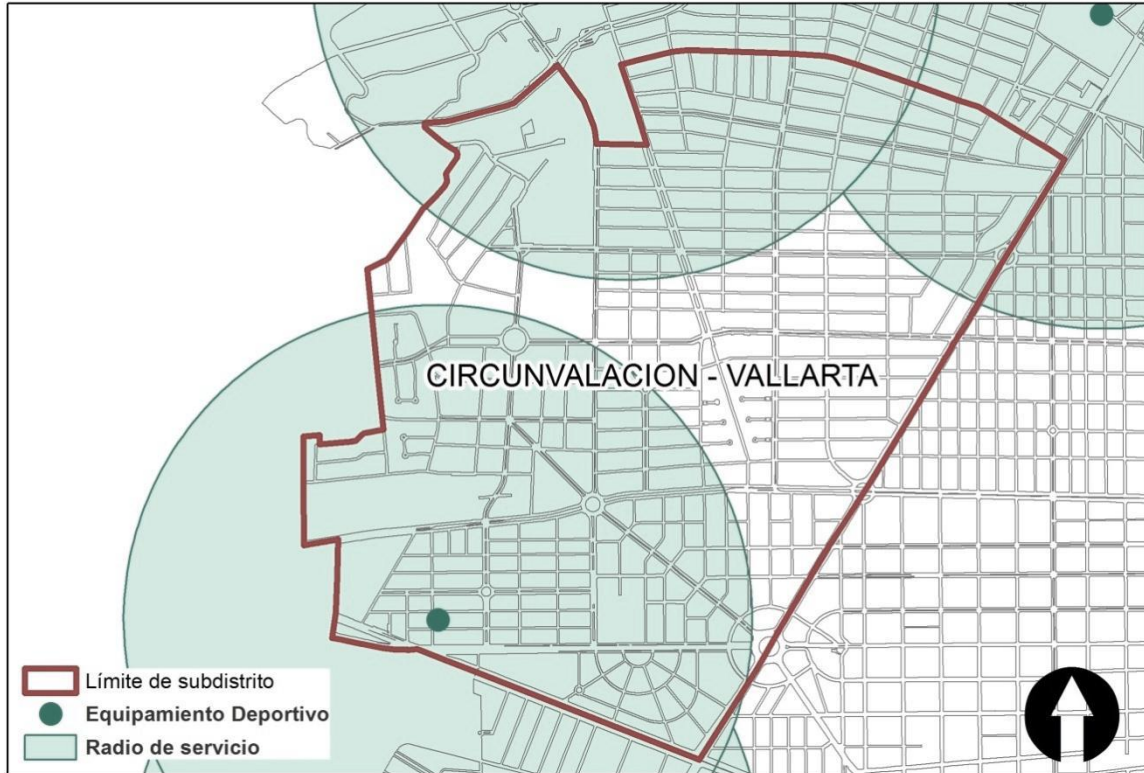 CIRCUNVALACION - VALLARTA
Límite de subdistrito
Equipamiento Deportivo
Radio de servicio